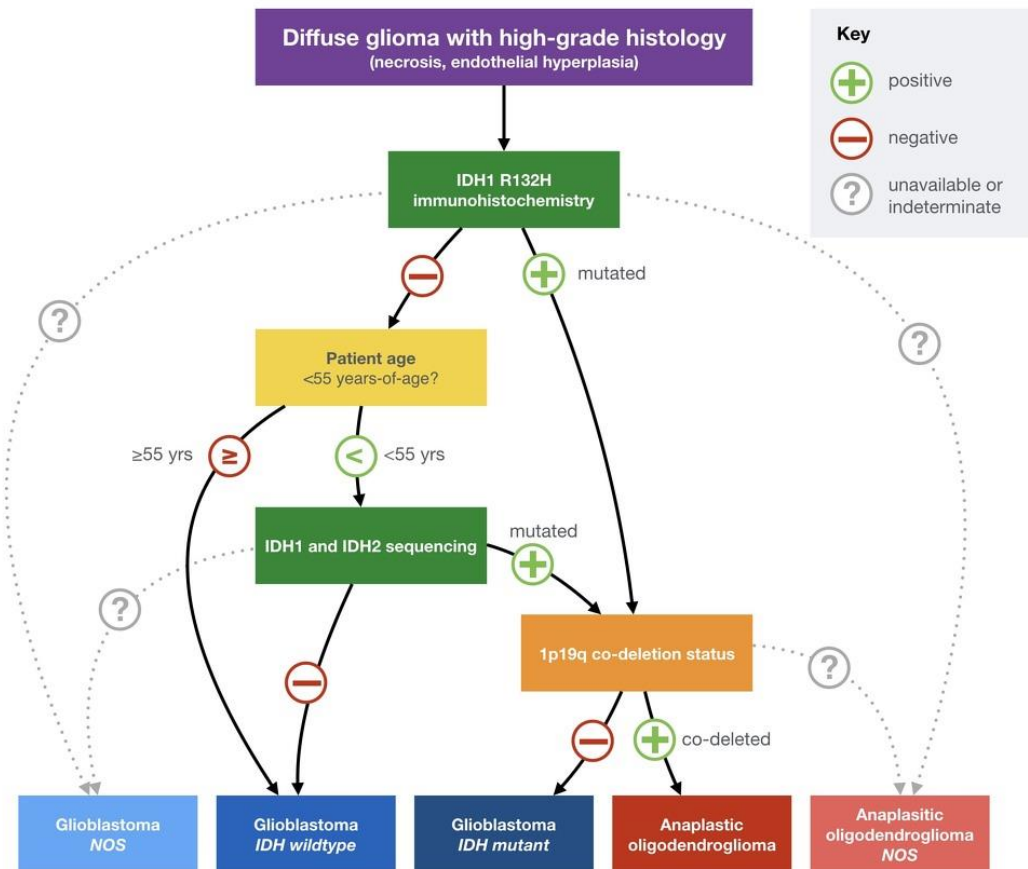 Diffuse glioma with high-grade histology
(necrosis, endothelial hyperplasia)
Key
positive
negative
?
unavailable or
indeterminate
IDH1 R132H
immunohistochemistry
mutated
?
?
Patient age
<55 years-of-age?
≥55 yrs
≥
<
<55 yrs
IDH1 and IDH2 sequencing
mutated
?
1p19q co-deletion status
?
co-deleted
Glioblastoma
NOS
Glioblastoma
IDH wildtype
Glioblastoma
IDH mutant
Anaplastic
oligodendroglioma
Anaplasitic
oligodendroglioma
NOS